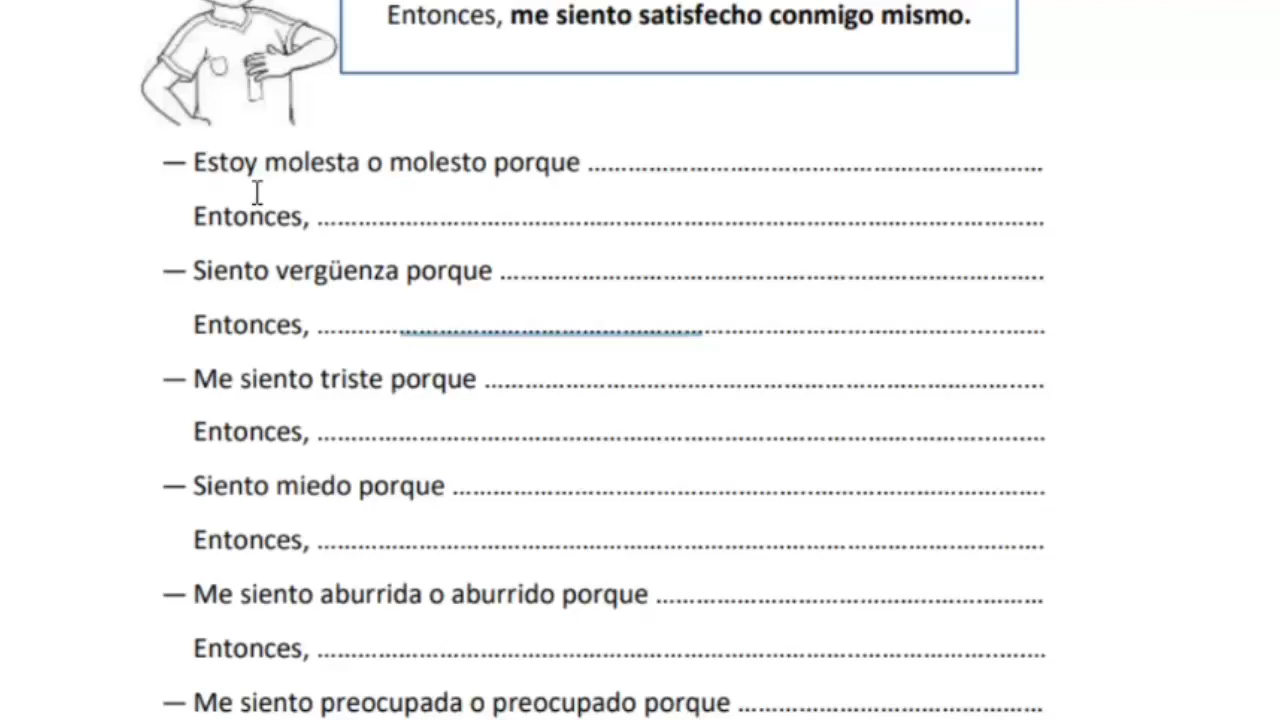 Entonces, me siento satisfecho conmigo mismo.
— Estoy molesta o molesto porque ........................................................................
Entonces, ........................................................................
— Siento vergüenza porque ........................................................................
Entonces, ........................................................................
— Me siento triste porque ........................................................................
Entonces, ........................................................................
— Siento miedo porque ........................................................................
Entonces, ........................................................................
— Me siento aburrida o aburrido porque ............................................................
Entonces, ........................................................................
— Me siento preocupada o preocupado porque ................................................